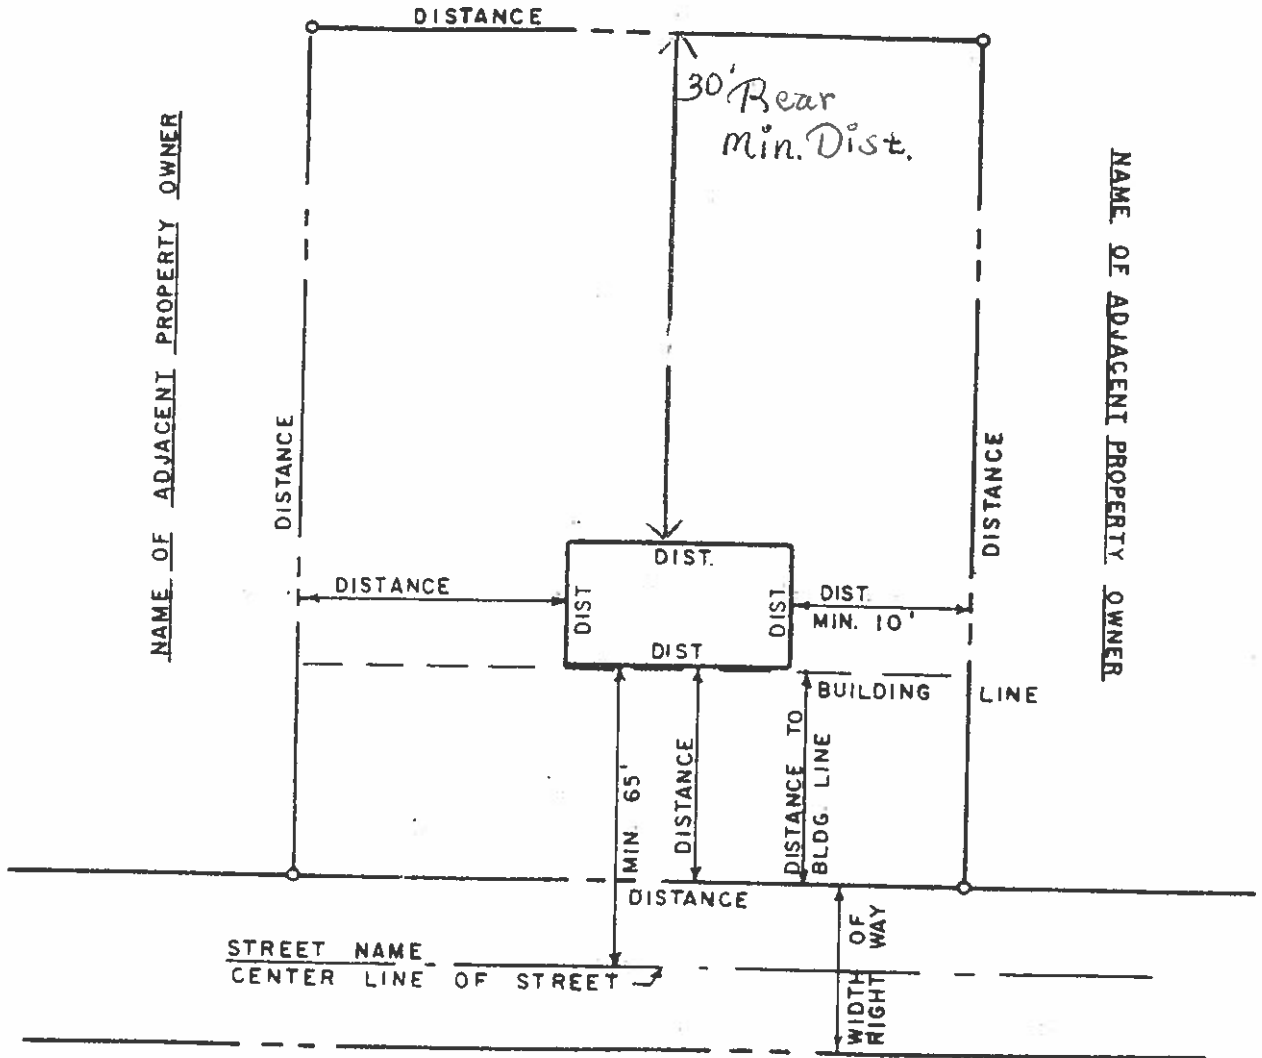 DISTANCE
30' Rear
Min. Dist.
NAME OF ADJACENT PROPERTY OWNER
NAME OF ADJACENT PROPERTY OWNER
DISTANCE
DISTANCE
DIST.
DISTANCE
DIST
DIST
DIST.
MIN. 10'
DIST
BUILDING LINE
MIN. 65'
DISTANCE
DISTANCE TO
BLDG. LINE
DISTANCE
STREET NAME
CENTER LINE OF STREET
WIDTH OF
RIGHT WAY